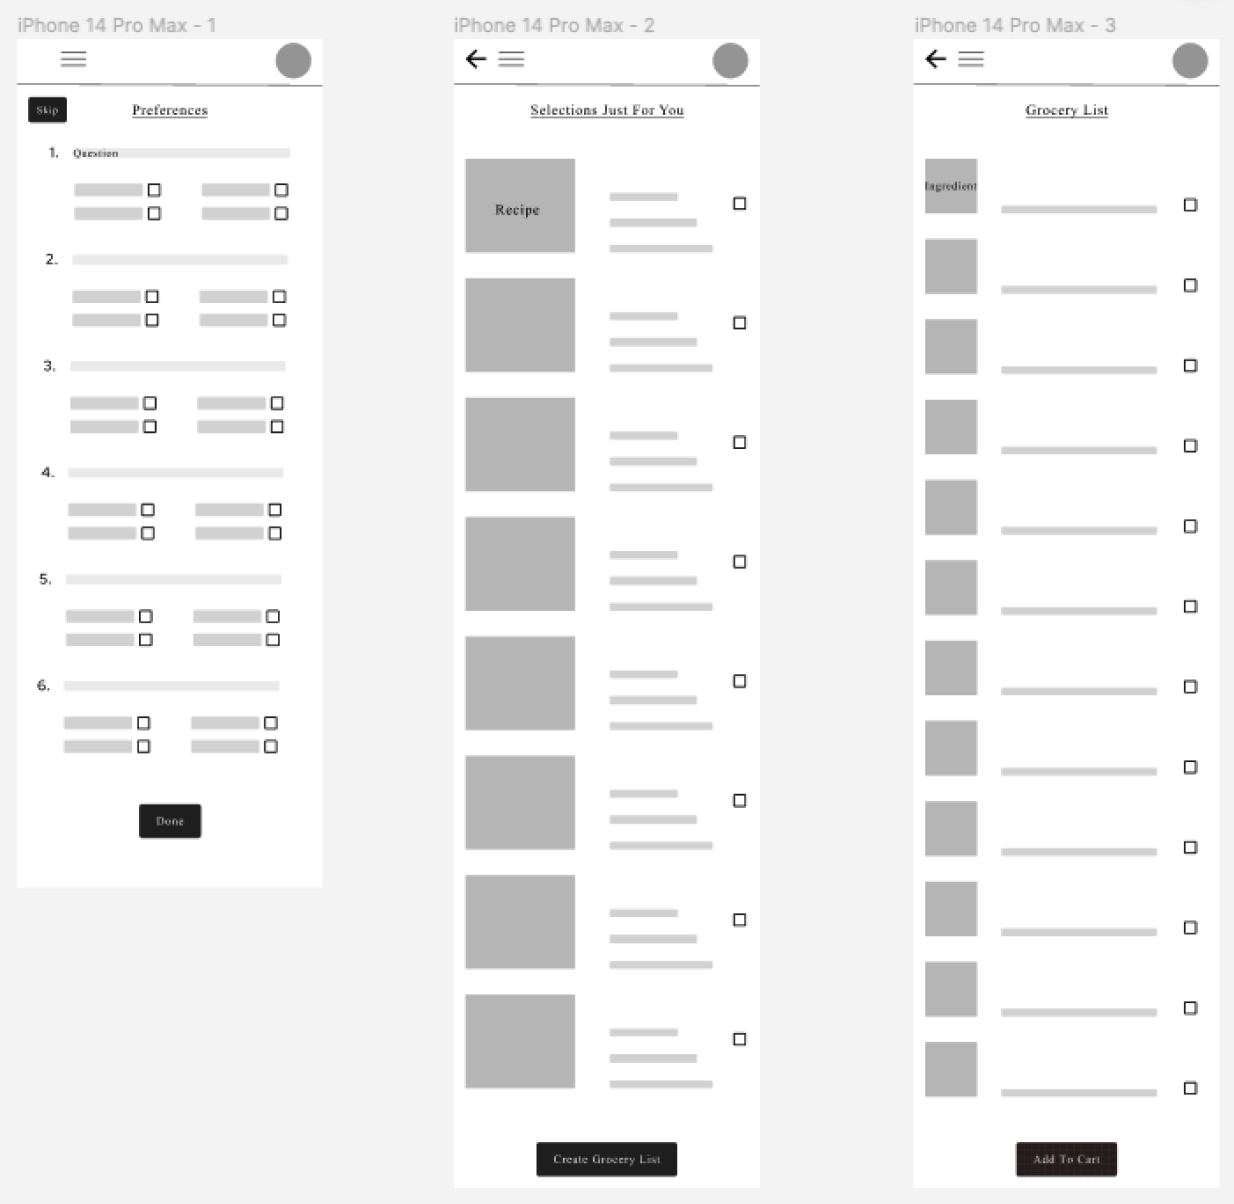 iPhone 14 Pro Max - 1
Skip
Preferences
1. Question
2.
3.
4.
5.
6.
Done
iPhone 14 Pro Max - 2
Selections Just For You
Recipe
Create Grocery List
iPhone 14 Pro Max - 3
Grocery List
Ingredient
Add To Cart